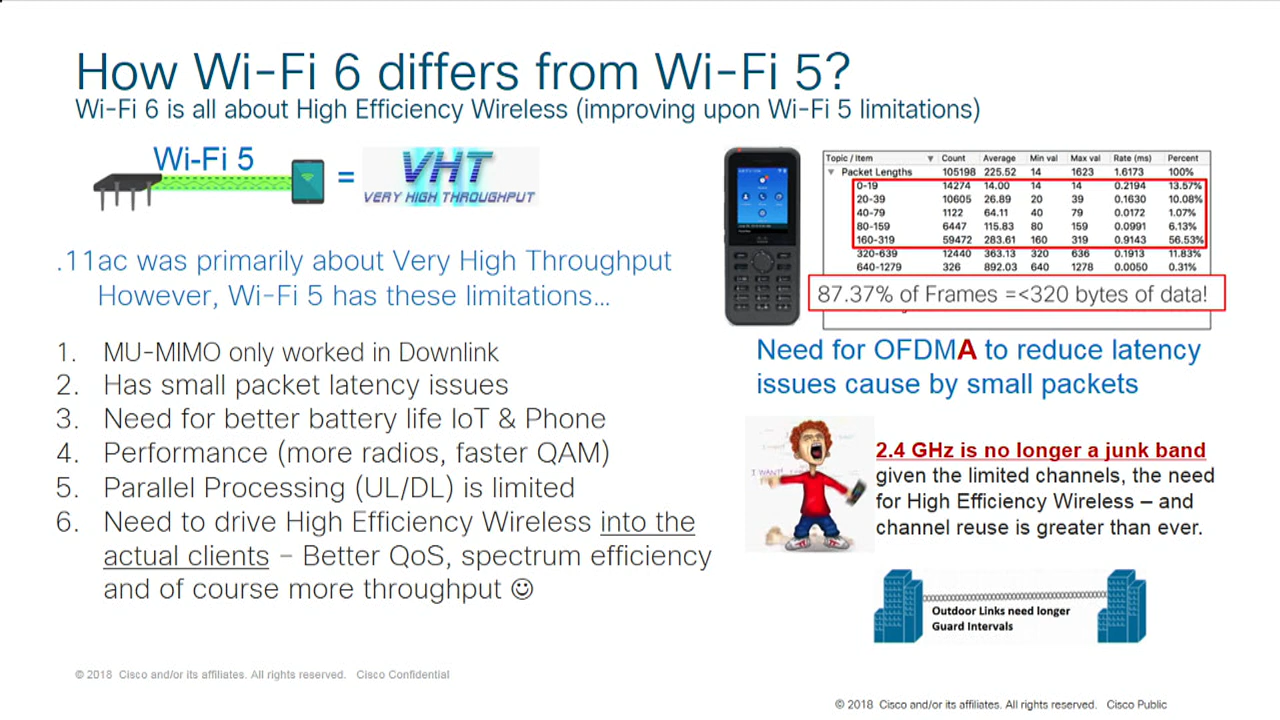 How Wi-Fi 6 differs from Wi-Fi 5?
Wi-Fi 6 is all about High Efficiency Wireless (improving upon Wi-Fi 5 limitations)
Wi-Fi 5
=
VHT
VERY HIGH THROUGHPUT
.11ac was primarily about Very High Throughput
However, Wi-Fi 5 has these limitations…
1. MU-MIMO only worked in Downlink
2. Has small packet latency issues
3. Need for better battery life IoT & Phone
4. Performance (more radios, faster QAM)
5. Parallel Processing (UL/DL) is limited
6. Need to drive High Efficiency Wireless into the
actual clients – Better QoS, spectrum efficiency
and of course more throughput ☺
Topic / Item ▼ Count Average Min val Max val Rate (ms) Percent
▼ Packet Lengths 105198 225.52 14 1623 1.6173 100%
0-19 14274 14.00 14 14 0.2194 13.57%
20-39 10605 26.89 20 39 0.1630 10.08%
40-79 1122 64.11 40 79 0.0172 1.07%
80-159 6447 115.83 80 159 0.0991 6.13%
160-319 59472 283.61 160 319 0.9143 56.53%
320-639 12440 363.13 320 636 0.1913 11.83%
640-1279 326 892.03 640 1278 0.0050 0.31%
87.37% of Frames =<320 bytes of data!
Need for OFDMA to reduce latency
issues cause by small packets
I WANT!
2.4 GHz is no longer a junk band
given the limited channels, the need
for High Efficiency Wireless – and
channel reuse is greater than ever.
Outdoor Links need longer
Guard Intervals
© 2018 Cisco and/or its affiliates. All rights reserved. Cisco Confidential
© 2018 Cisco and/or its affiliates. All rights reserved. Cisco Public